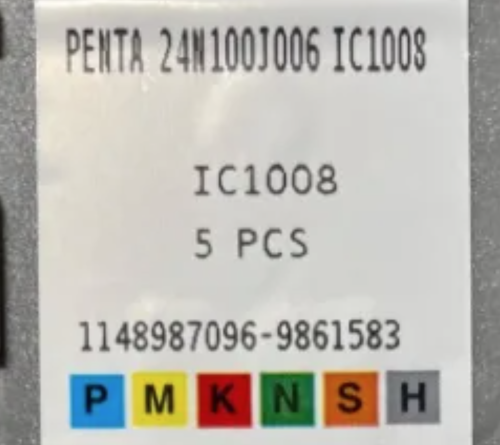 PENTA 24N100J006 IC1008
IC1008
5 PCS
1148987096-9861583
P M K N S H